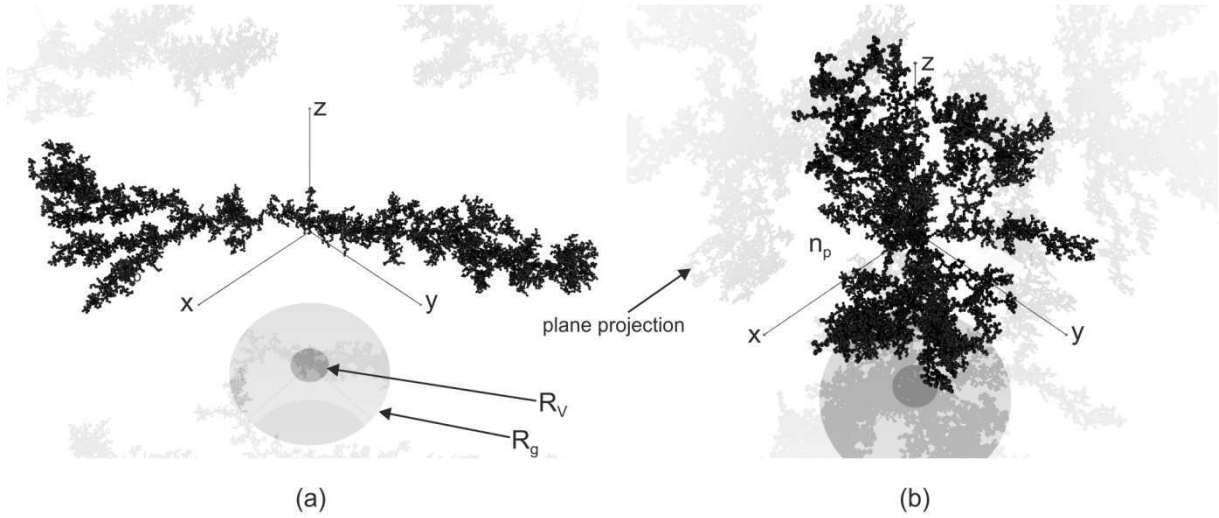 z
x
y
R_V
R_g
(a)
z
n_p
x
y
plane projection
(b)